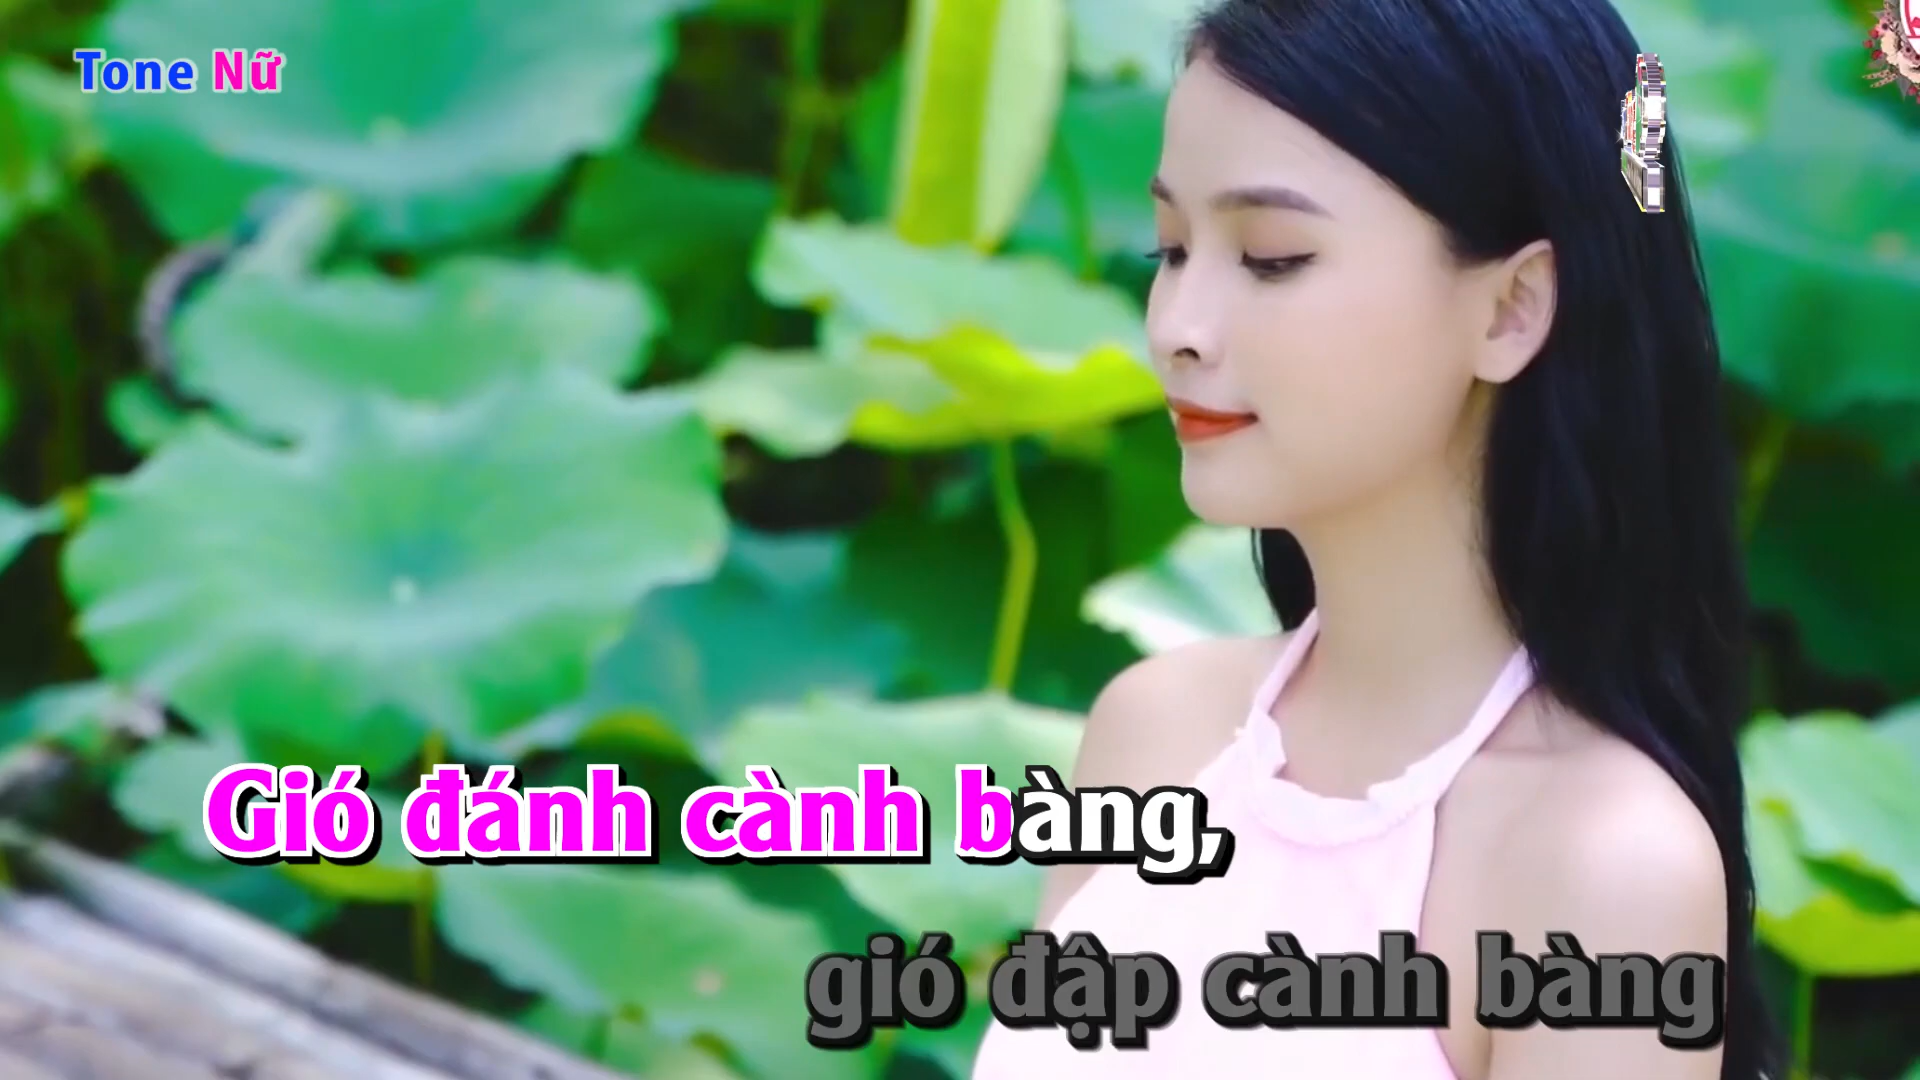 Tone Nữ
Gió đánh cành bàng,
gió đập cành bàng